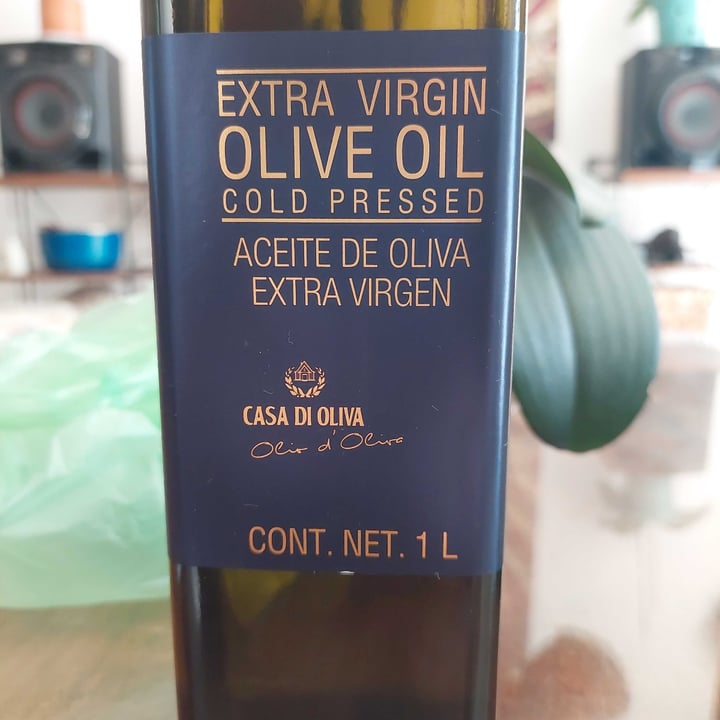 EXTRA VIRGIN
OLIVE OIL
COLD PRESSED
ACEITE DE OLIVA
EXTRA VIRGEN
CASA DI OLIVA
Olio d'Oliva
CONT. NET. 1 L